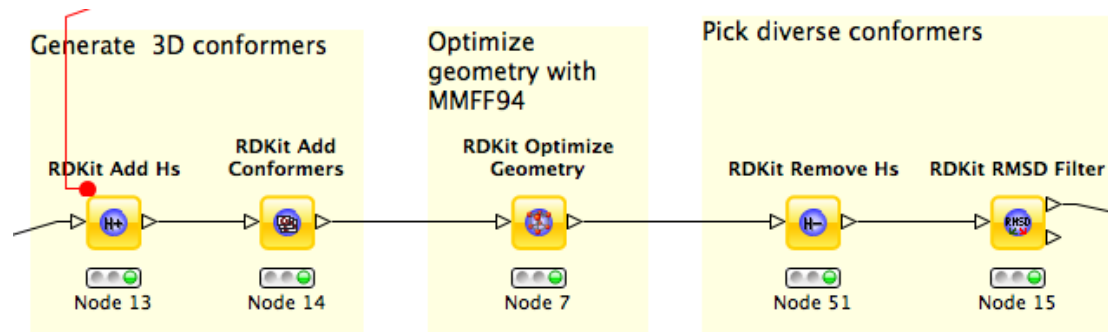 Generate  3D conformers
RDKit Add Hs
H+
Node 13
RDKit Add
Conformers
Node 14
Optimize
geometry with
MMFF94
RDKit Optimize
Geometry
Node 7
Pick diverse conformers
RDKit Remove Hs
H−
Node 51
RDKit RMSD Filter
RMSD
Node 15